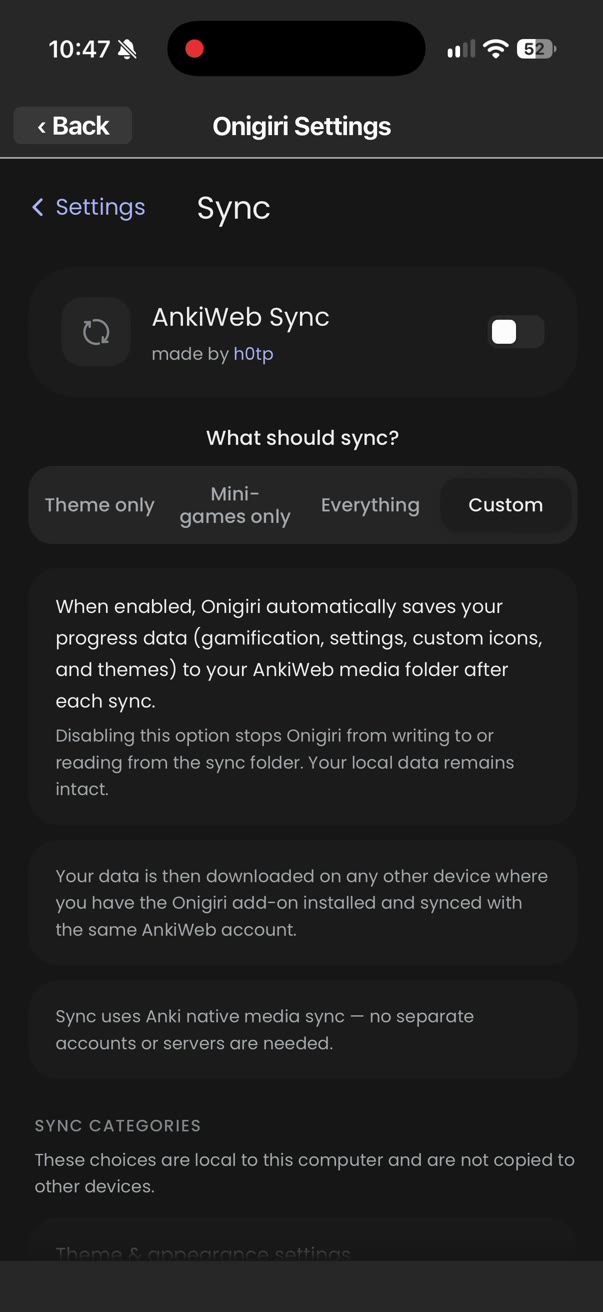 10:47
52
‹ Back
Onigiri Settings
Settings
Sync
AnkiWeb Sync
made by h0tp
What should sync?
Theme only
Mini-
games only
Everything
Custom
When enabled, Onigiri automatically saves your
progress data (gamification, settings, custom icons,
and themes) to your AnkiWeb media folder after
each sync.
Disabling this option stops Onigiri from writing to or
reading from the sync folder. Your local data remains
intact.
Your data is then downloaded on any other device where
you have the Onigiri add-on installed and synced with
the same AnkiWeb account.
Sync uses Anki native media sync — no separate
accounts or servers are needed.
SYNC CATEGORIES
These choices are local to this computer and are not copied to
other devices.
Theme & appearance settings